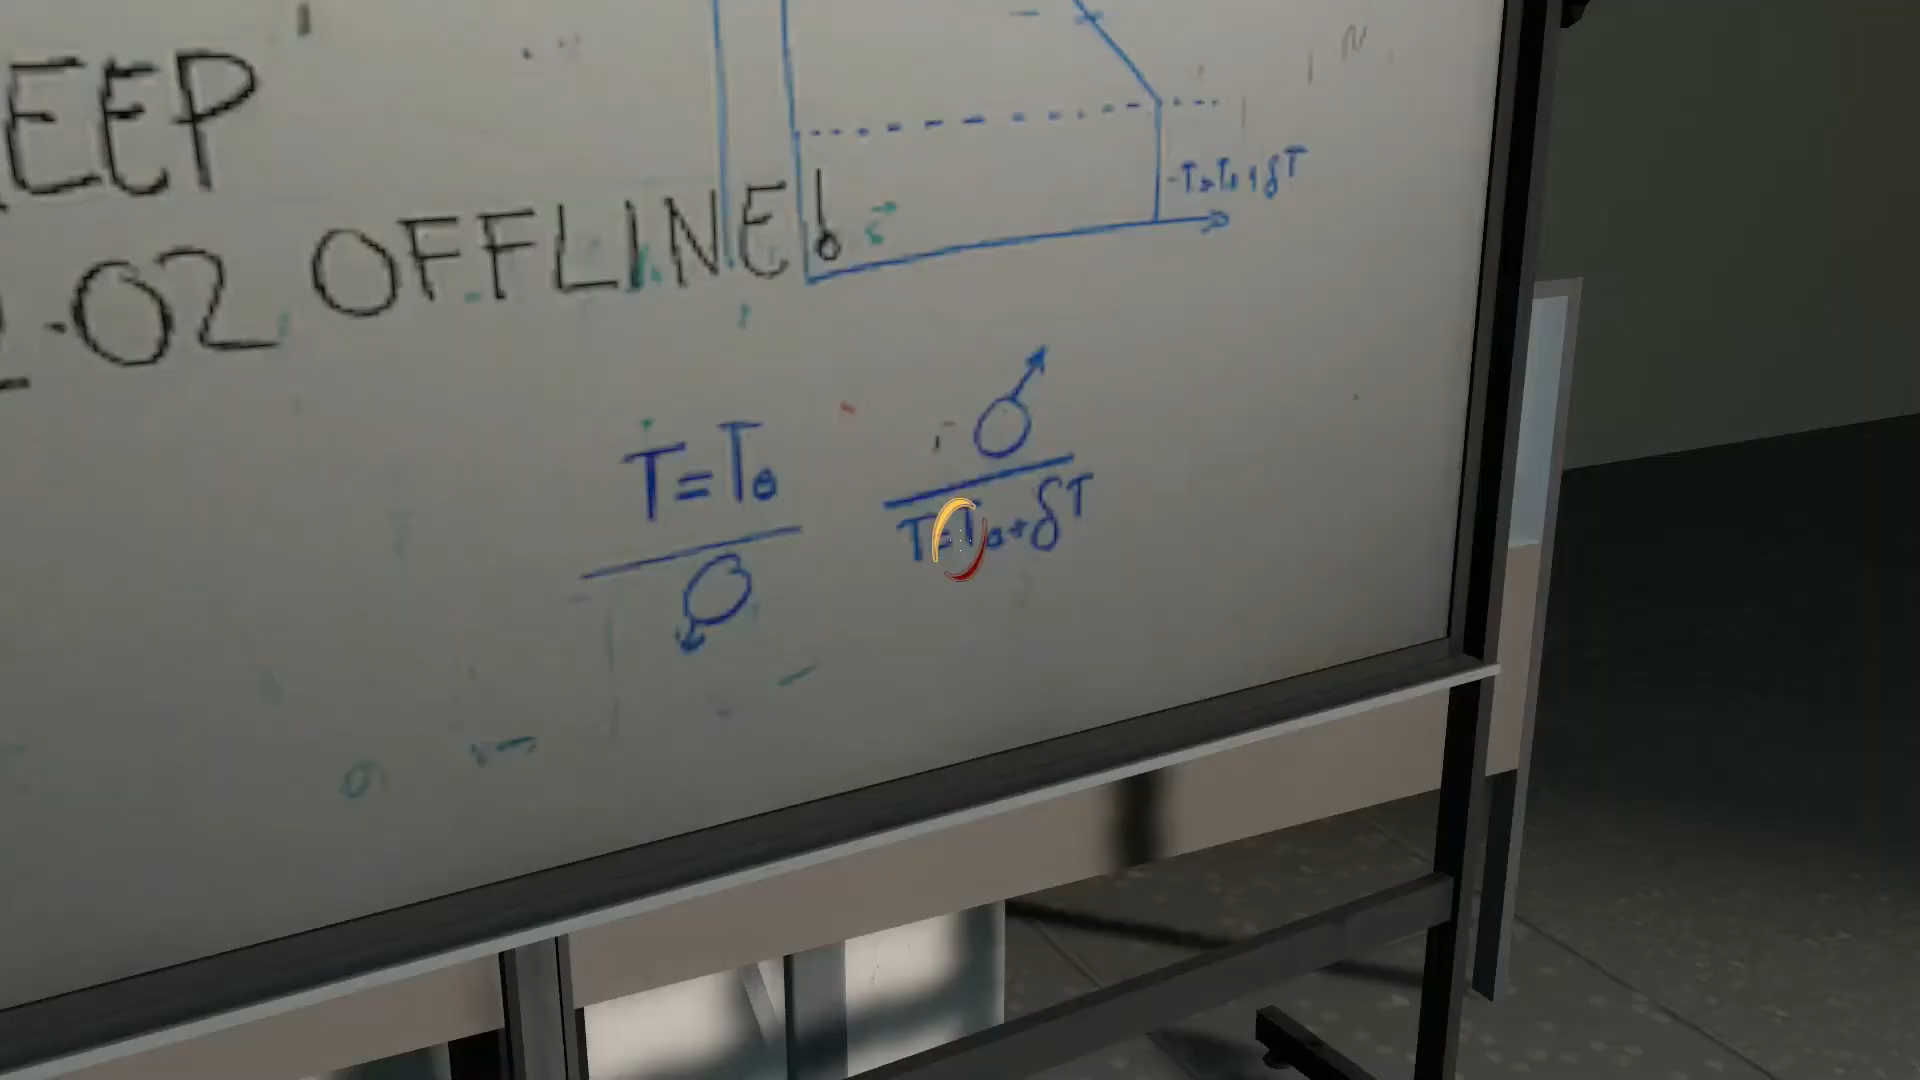 EEP
.02 OFFLINE!
T=T₀+δT
T=T₀
T=T₀+δT